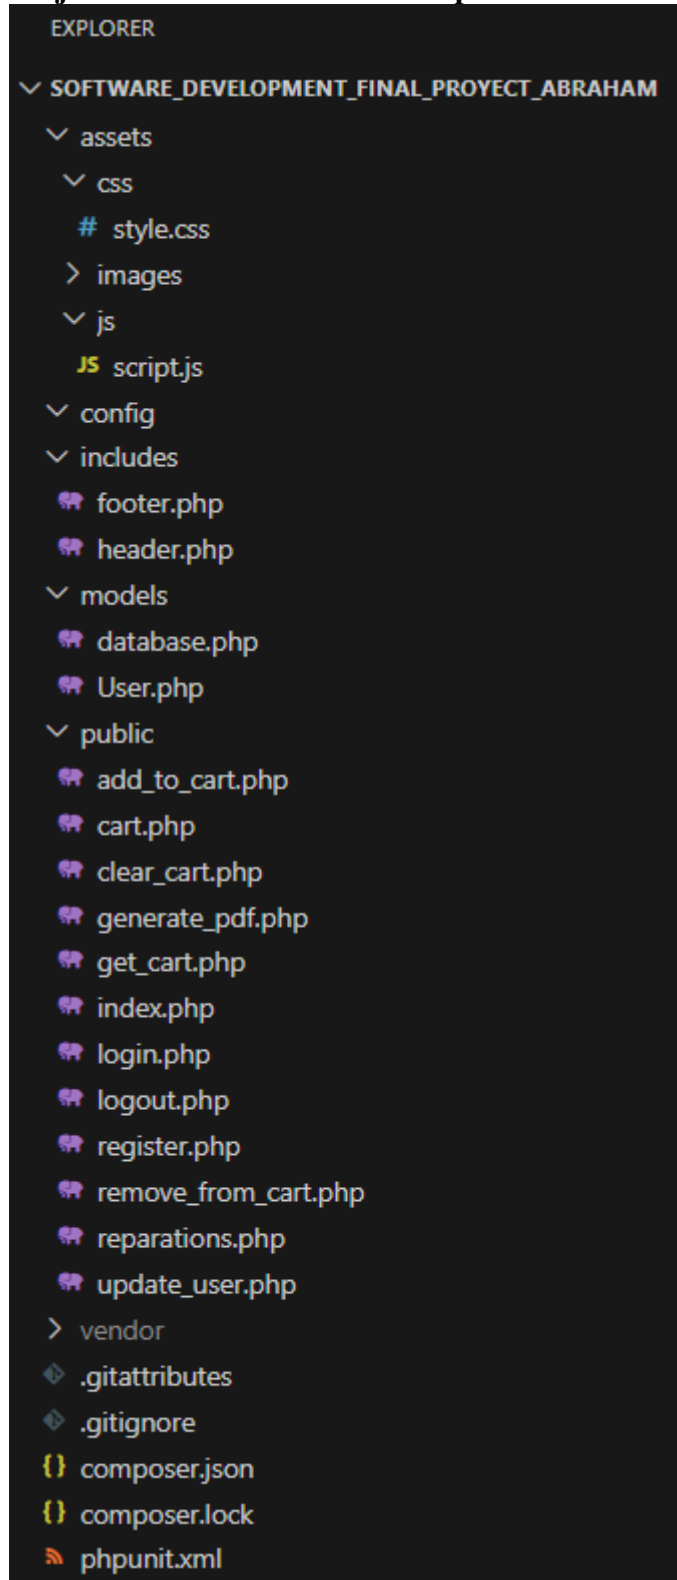 EXPLORER
SOFTWARE_DEVELOPMENT_FINAL_PROYECT_ABRAHAM
assets
css
# style.css
images
js
JS script.js
config
includes
footer.php
header.php
models
database.php
User.php
public
add_to_cart.php
cart.php
clear_cart.php
generate_pdf.php
get_cart.php
index.php
login.php
logout.php
register.php
remove_from_cart.php
reparations.php
update_user.php
vendor
.gitattributes
.gitignore
{} composer.json
{} composer.lock
phpunit.xml